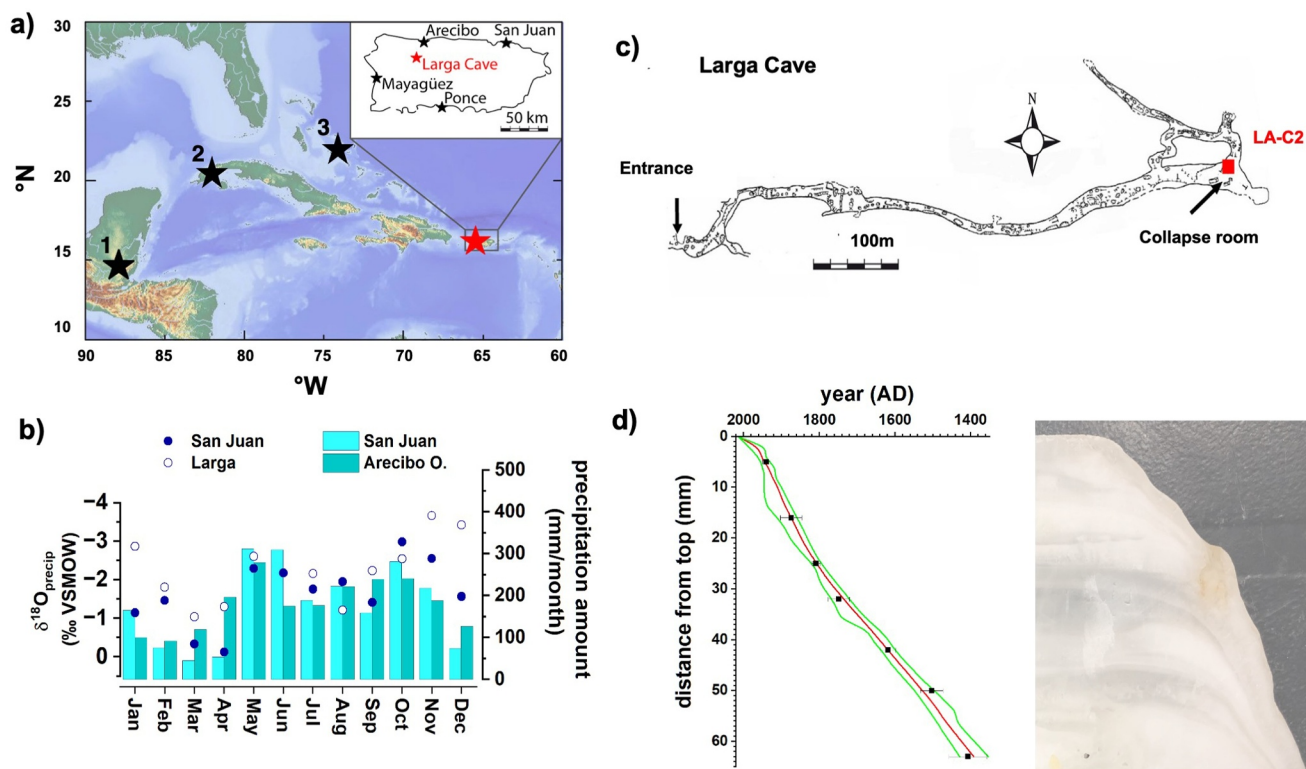 a)
30
25
20
15
10
°N
90
85
80
75
70
65
60
°W
1
2
3
Arecibo
San Juan
Larga Cave
Mayagüez
Ponce
50 km
c)
Larga Cave
N
LA-C2
Entrance
100m
Collapse room
b)
San Juan
Larga
San Juan
Arecibo O.
−4
−3
−2
−1
0
δ18Oprecip
(‰ VSMOW)
500
400
300
200
100
0
precipitation amount
(mm/month)
Jan
Feb
Mar
Apr
May
Jun
Jul
Aug
Sep
Oct
Nov
Dec
d)
year (AD)
2000
1800
1600
1400
0
10
20
30
40
50
60
distance from top (mm)